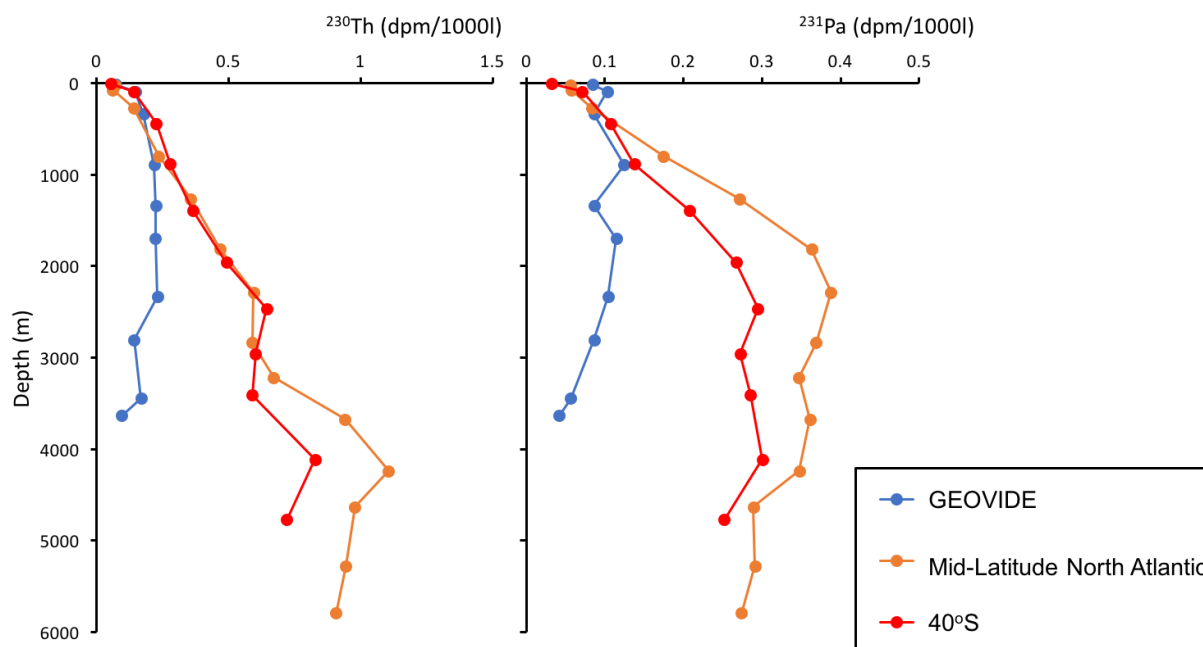 ²³⁰Th (dpm/1000l)
²³¹Pa (dpm/1000l)
0 0.5 1 1.5
0 0.1 0.2 0.3 0.4 0.5
0
1000
2000
3000
4000
5000
6000
Depth (m)
GEOVIDE
Mid-Latitude North Atlantic
40°S